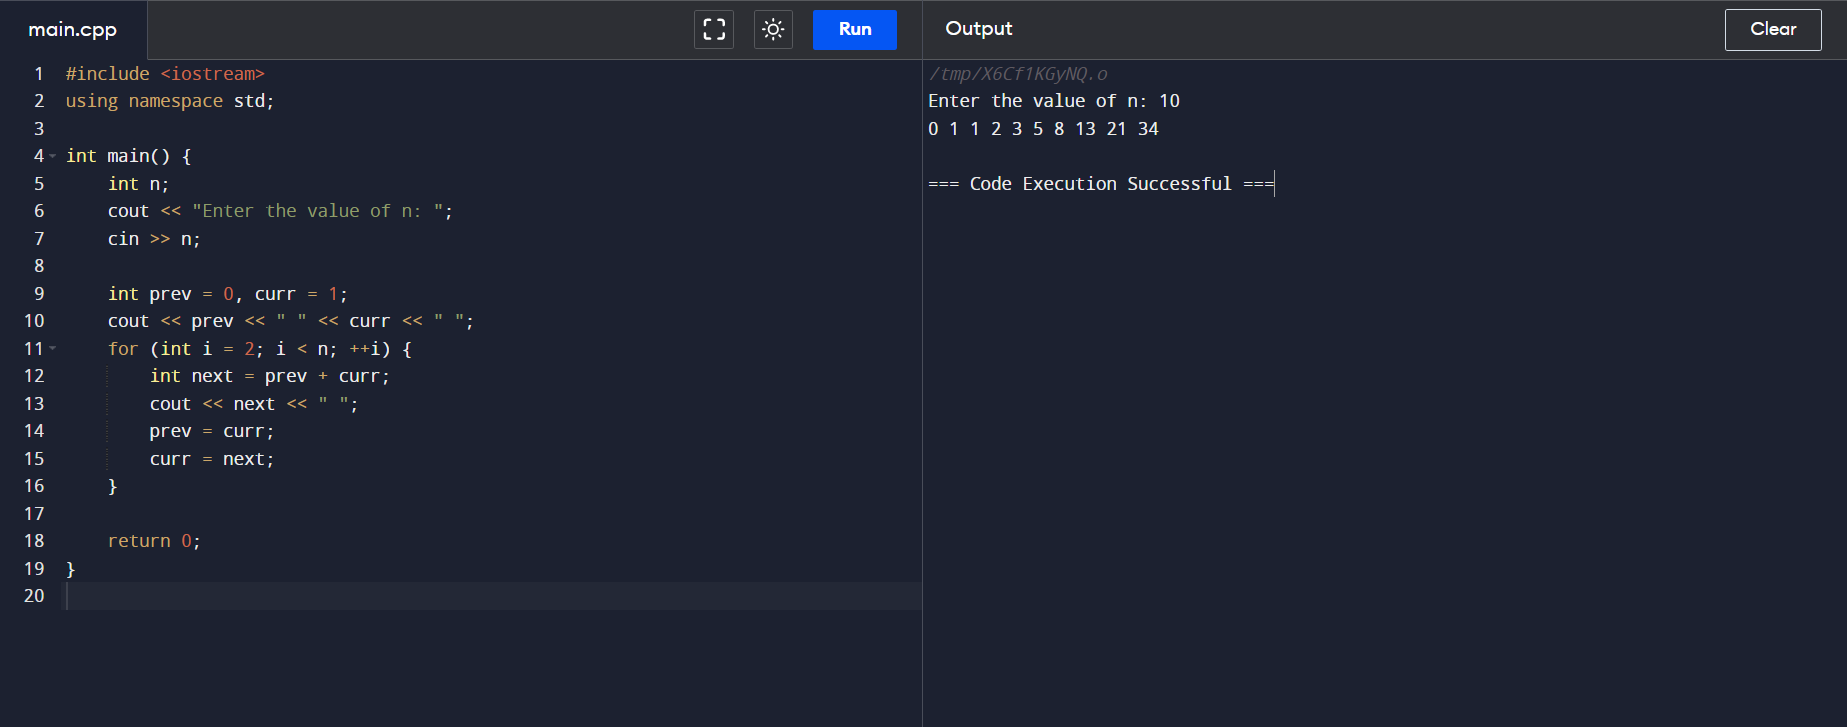 main.cpp
Run
Output
Clear
1 #include <iostream>
2 using namespace std;
3
4 int main() {
5     int n;
6     cout << "Enter the value of n: ";
7     cin >> n;
8
9     int prev = 0, curr = 1;
10     cout << prev << " " << curr << " ";
11     for (int i = 2; i < n; ++i) {
12         int next = prev + curr;
13         cout << next << " ";
14         prev = curr;
15         curr = next;
16     }
17
18     return 0;
19 }
20
/tmp/X6Cf1KGyNQ.o
Enter the value of n: 10
0 1 1 2 3 5 8 13 21 34
=== Code Execution Successful ===